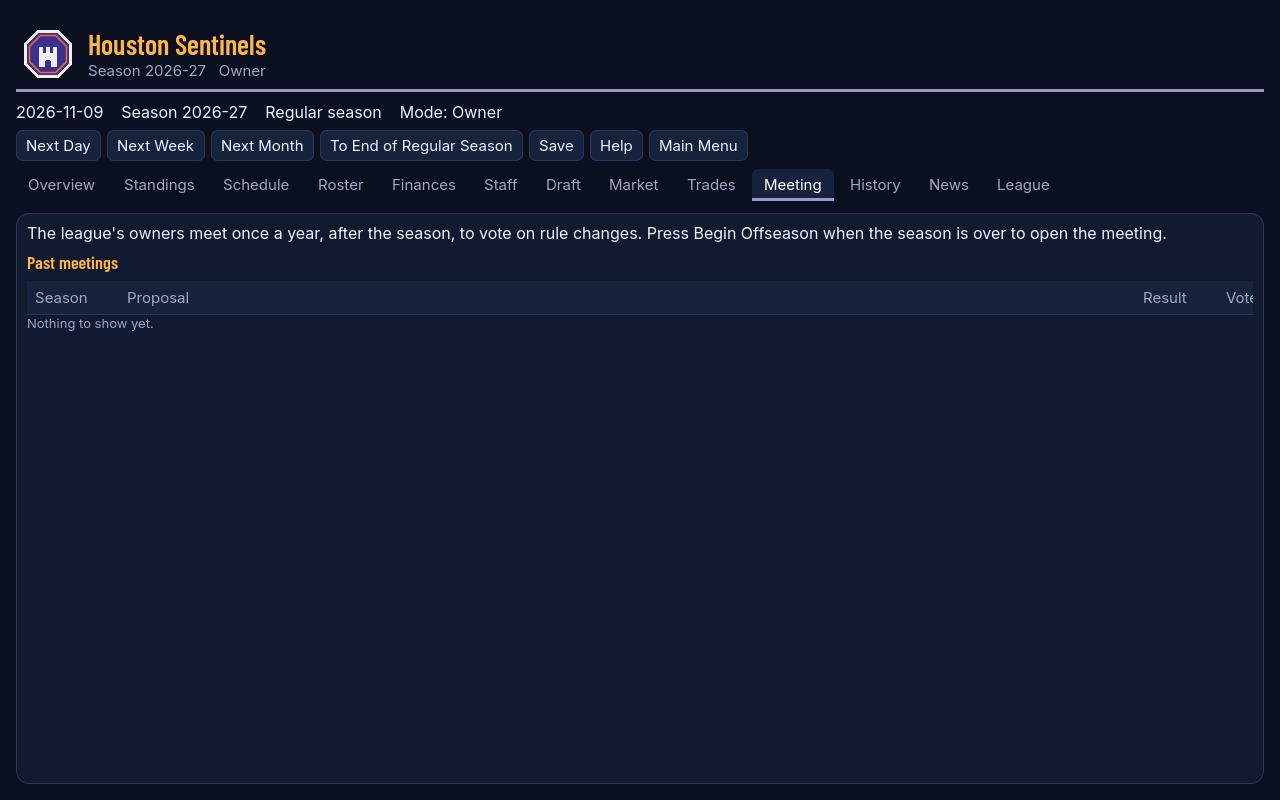 Houston Sentinels
Season 2026-27 Owner
2026-11-09 Season 2026-27 Regular season Mode: Owner
Next Day Next Week Next Month To End of Regular Season Save Help Main Menu
Overview Standings Schedule Roster Finances Staff Draft Market Trades Meeting History News League
The league's owners meet once a year, after the season, to vote on rule changes. Press Begin Offseason when the season is over to open the meeting.
Past meetings
Season Proposal Result Vote
Nothing to show yet.